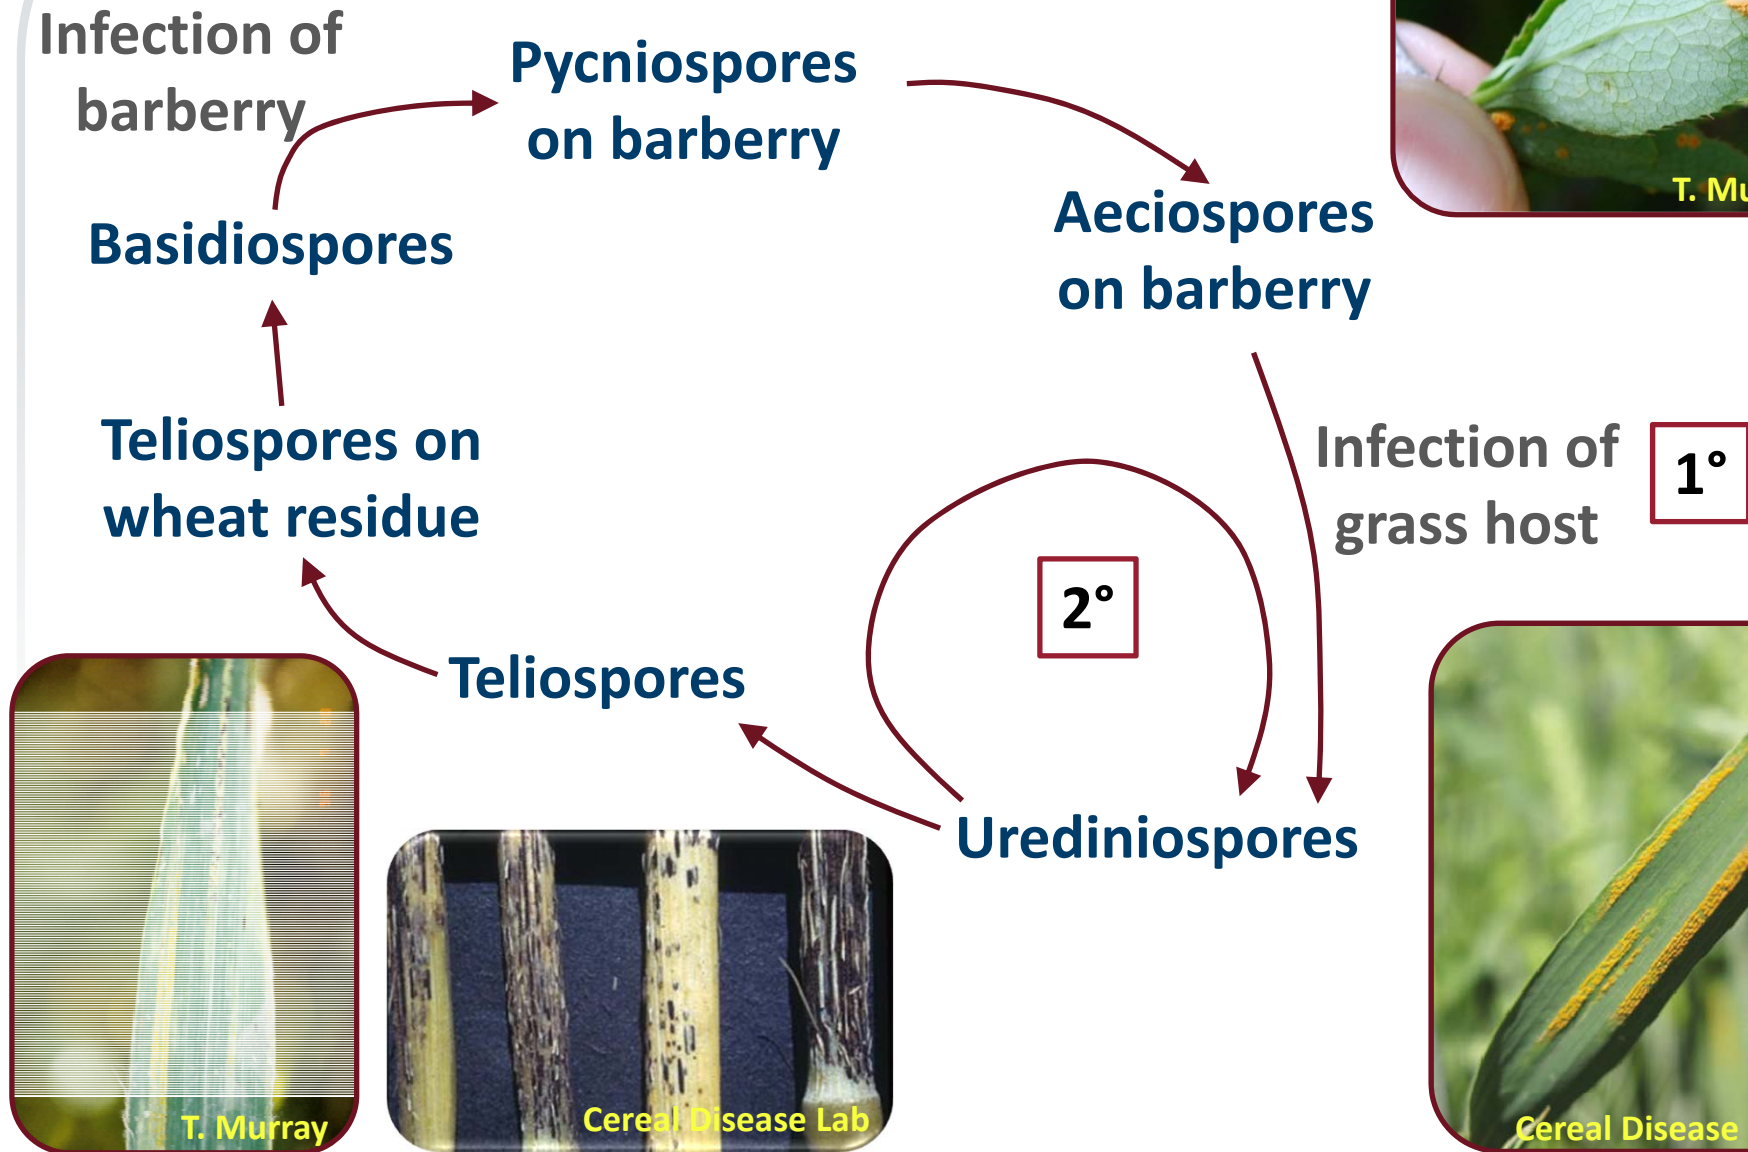 Infection of
barberry
Pycniospores
on barberry
T. Mu
Aeciospores
on barberry
Basidiospores
Teliospores on
wheat residue
Infection of
grass host
1°
2°
Teliospores
Urediniospores
T. Murray
Cereal Disease Lab
Cereal Disease